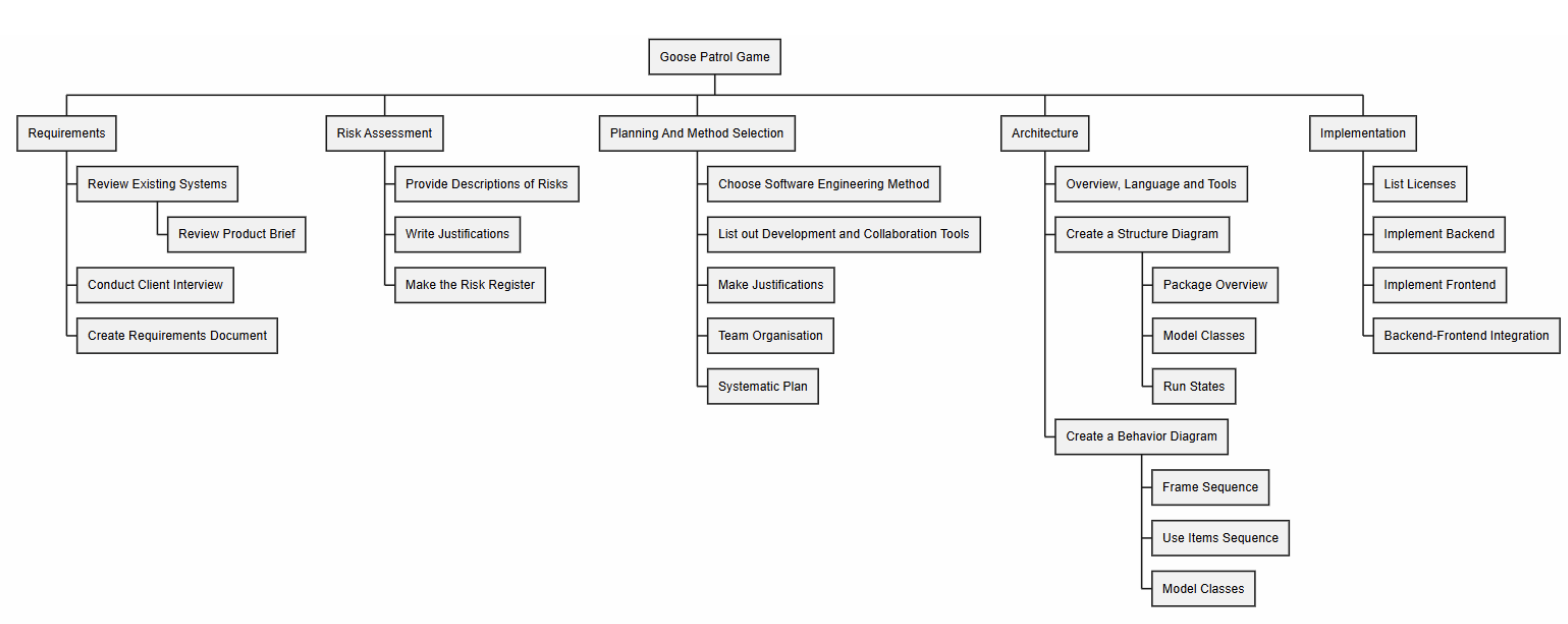 Goose Patrol Game
Requirements
Review Existing Systems
Review Product Brief
Conduct Client Interview
Create Requirements Document
Risk Assessment
Provide Descriptions of Risks
Write Justifications
Make the Risk Register
Planning And Method Selection
Choose Software Engineering Method
List out Development and Collaboration Tools
Make Justifications
Team Organisation
Systematic Plan
Architecture
Overview, Language and Tools
Create a Structure Diagram
Package Overview
Model Classes
Run States
Create a Behavior Diagram
Frame Sequence
Use Items Sequence
Model Classes
Implementation
List Licenses
Implement Backend
Implement Frontend
Backend-Frontend Integration